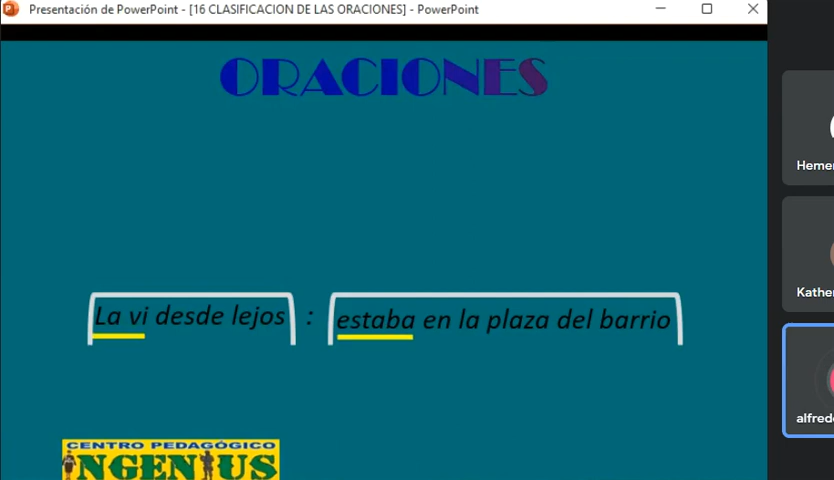 Presentación de PowerPoint - [16 CLASIFICACION DE LAS ORACIONES] - PowerPoint
ORACIONES
La vi desde lejos : estaba en la plaza del barrio
CENTRO PEDAGÓGICO
INGENIUS